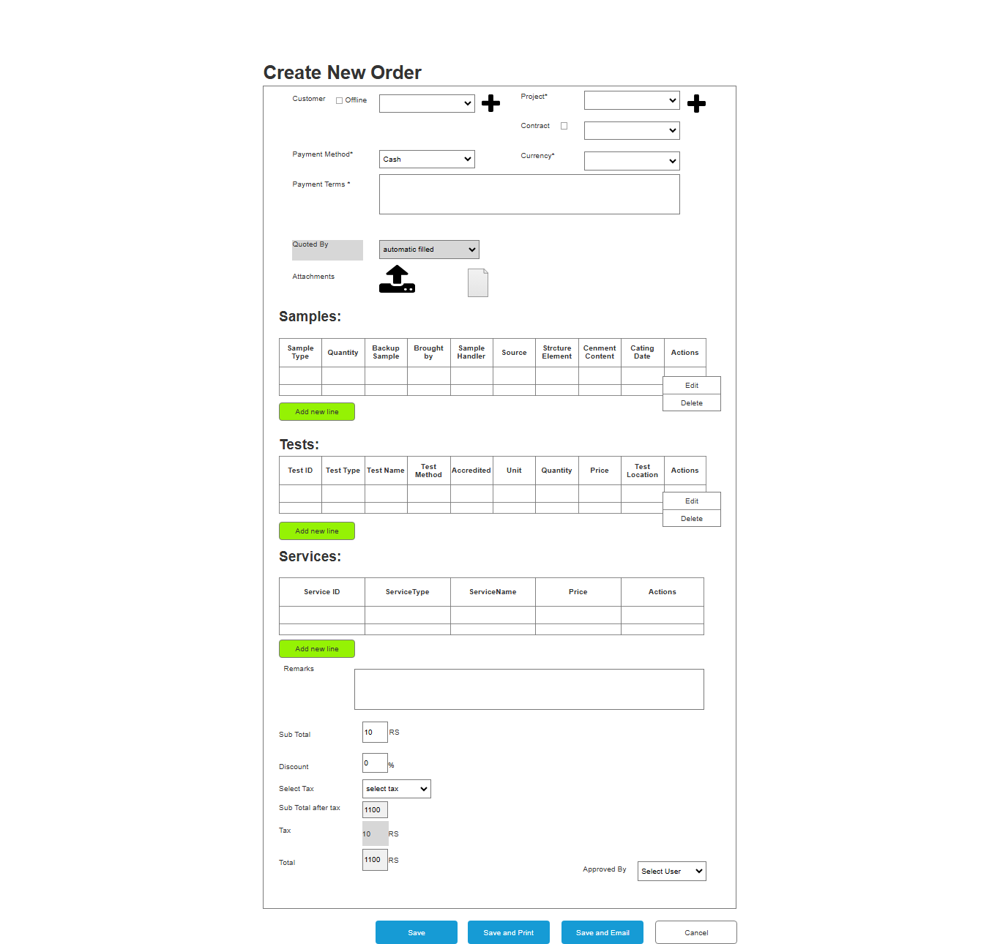 Create New Order
Customer
Offline
Project*
Contract
Payment Method*
Cash
Currency*
Payment Terms *
Quoted By
automatic filled
Attachments
Samples:
Sample Type
Quantity
Backup Sample
Brought by
Sample Handler
Source
Strcture Element
Cenment Content
Cating Date
Actions
Edit
Delete
Add new line
Tests:
Test ID
Test Type
Test Name
Test Method
Accredited
Unit
Quantity
Price
Test Location
Actions
Edit
Delete
Add new line
Services:
Service ID
ServiceType
ServiceName
Price
Actions
Add new line
Remarks
Sub Total
10 RS
Discount
0 %
Select Tax
select tax
Sub Total after tax
1100
Tax
10 RS
Total
1100 RS
Approved By
Select User
Save
Save and Print
Save and Email
Cancel